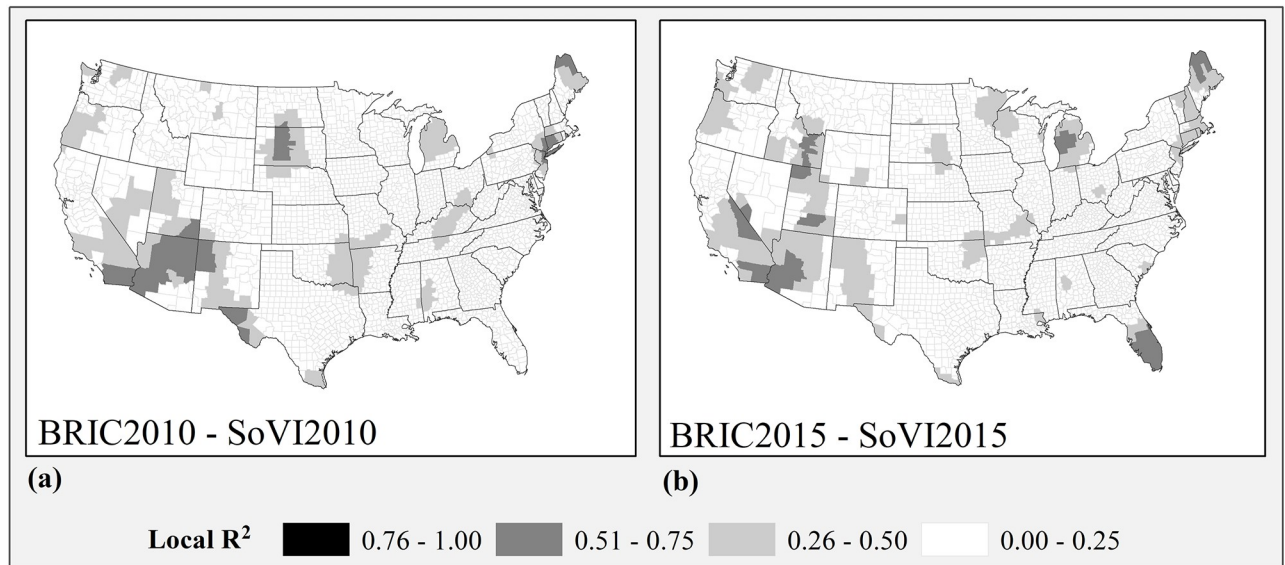 BRIC2010 - SoVI2010
BRIC2015 - SoVI2015
(a)
(b)
Local R² 0.76 - 1.00 0.51 - 0.75 0.26 - 0.50 0.00 - 0.25